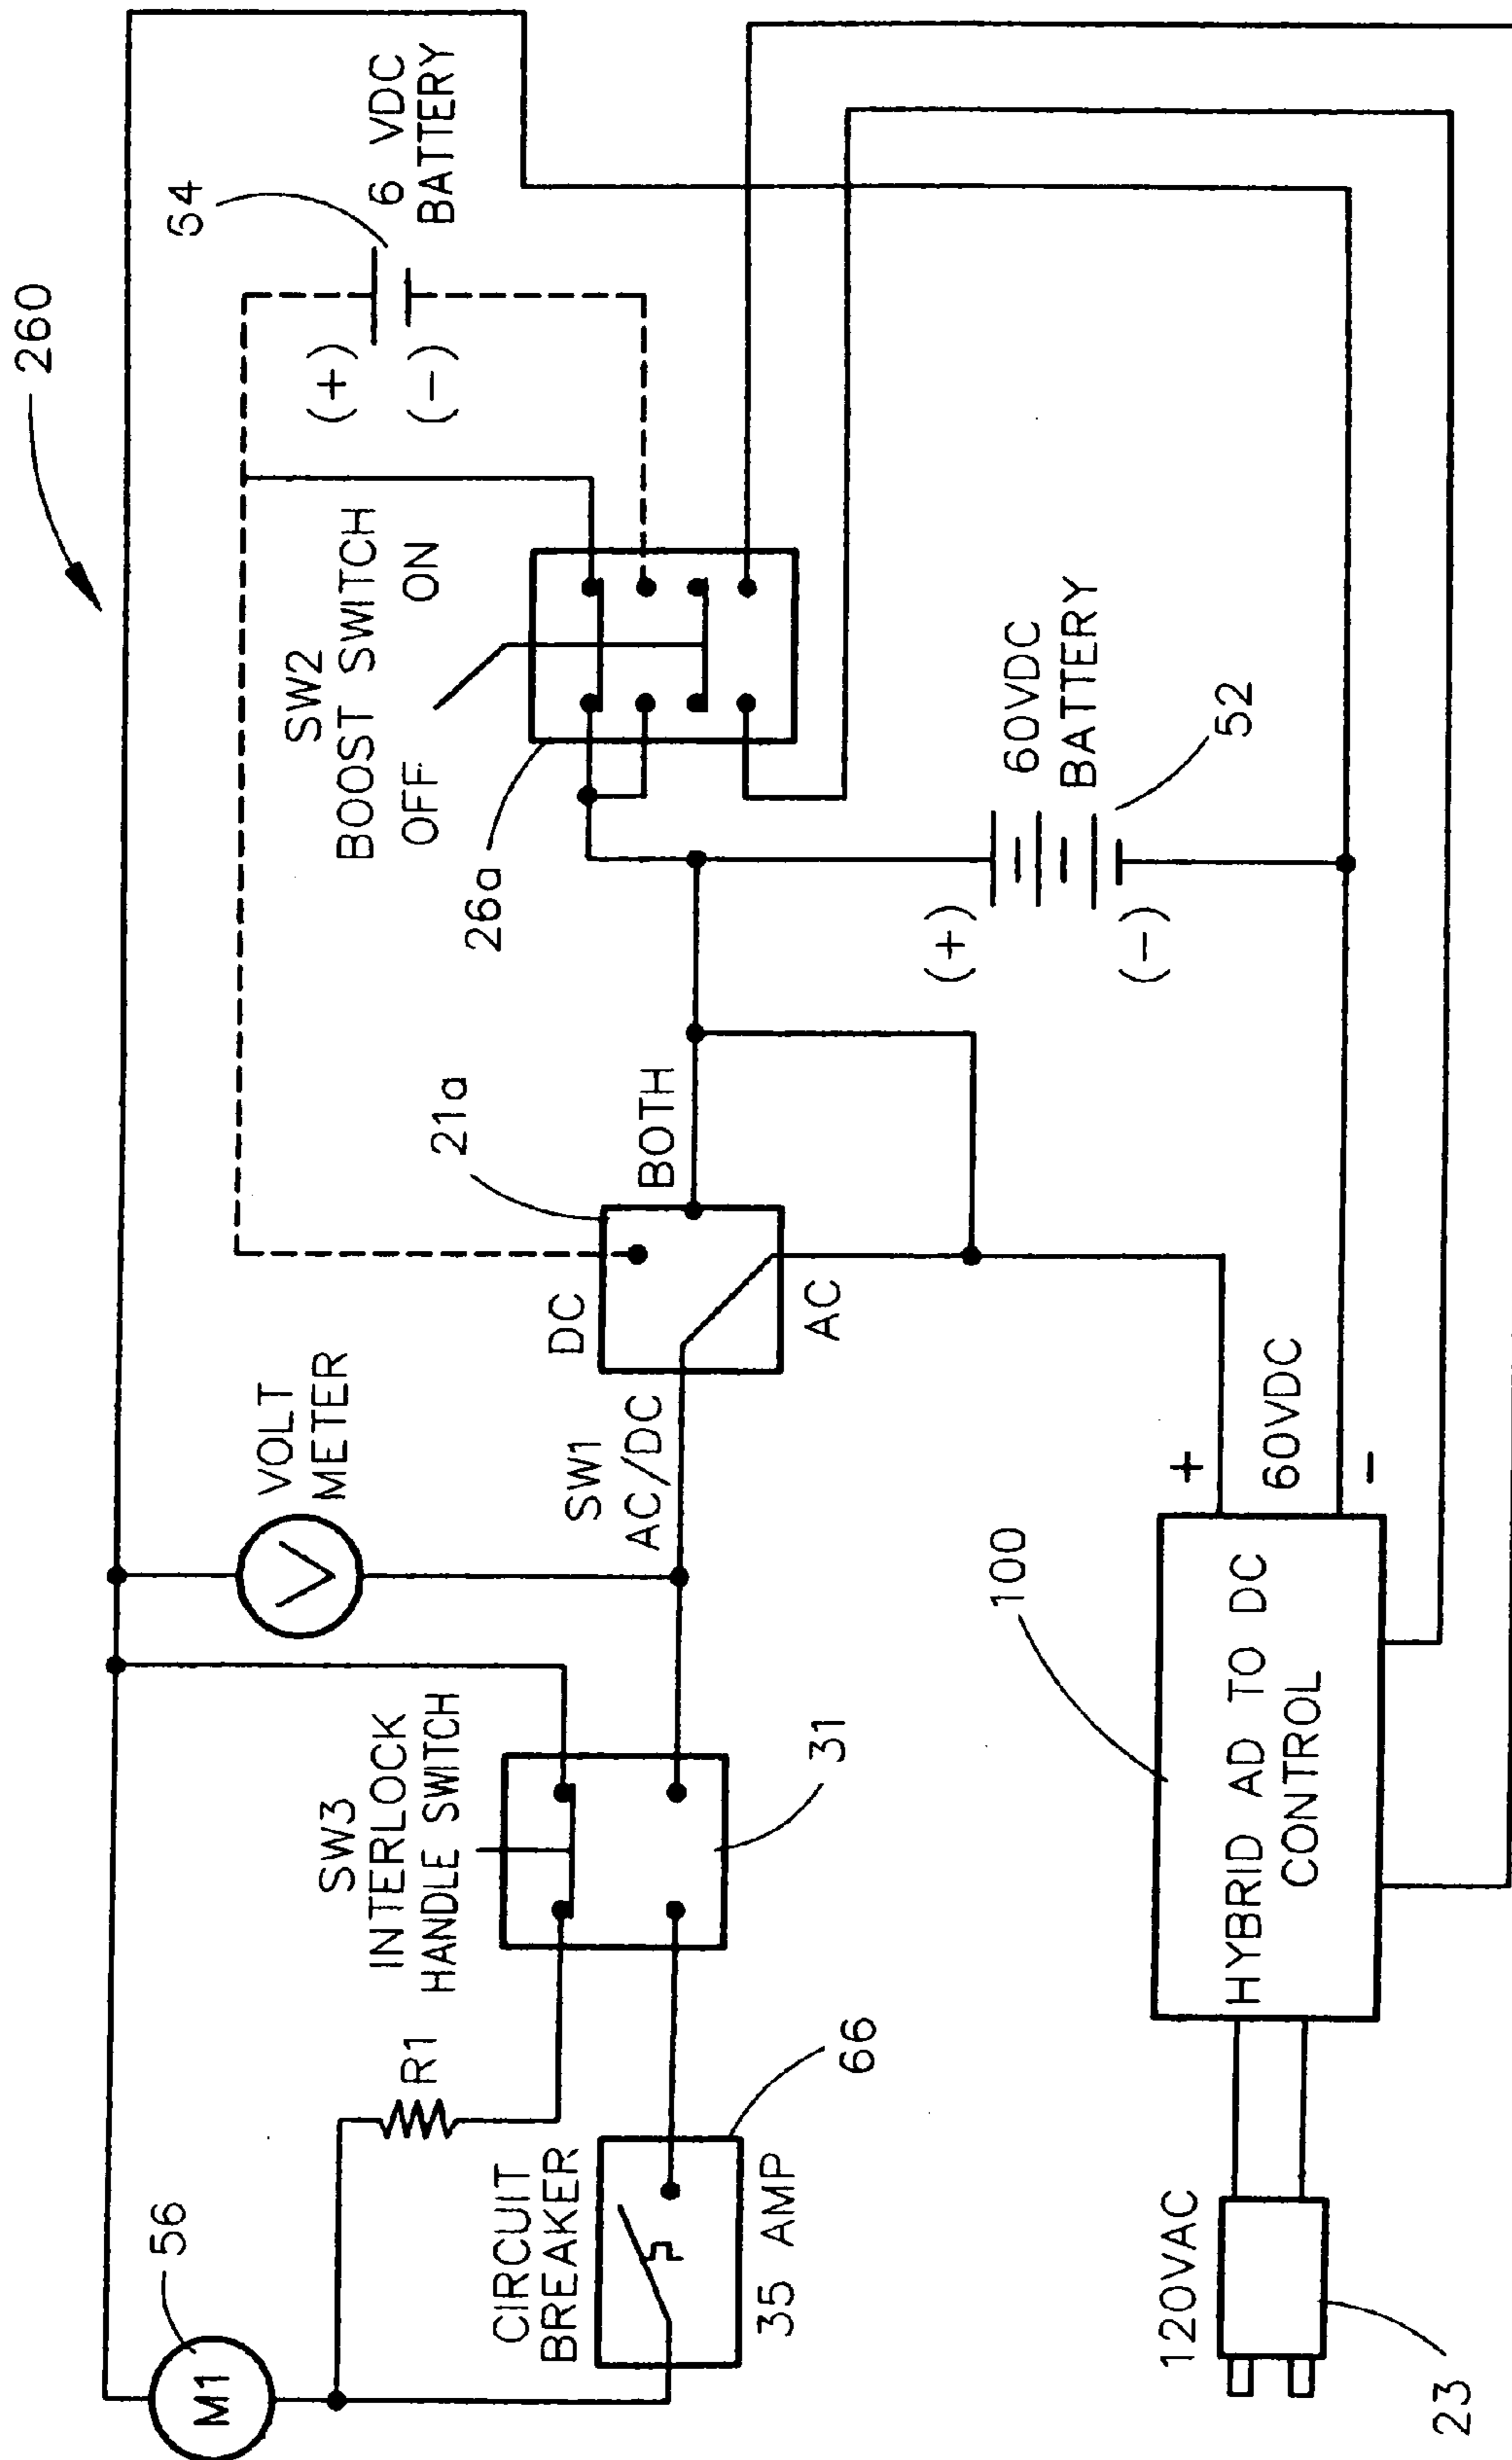 260
54
6 VDC
BATTERY
(+)
(-)
SW2
BOOST SWITCH
OFF ON
26a
60VDC
BATTERY
52
(+)
(-)
21a
BOTH
DC
AC
SW1
AC/DC
VOLT
METER
V
SW3
INTERLOCK
HANDLE SWITCH
31
R1
CIRCUIT
BREAKER
35 AMP
66
56
M1
100
HYBRID AD TO DC
CONTROL
+
60VDC
-
120VAC
23